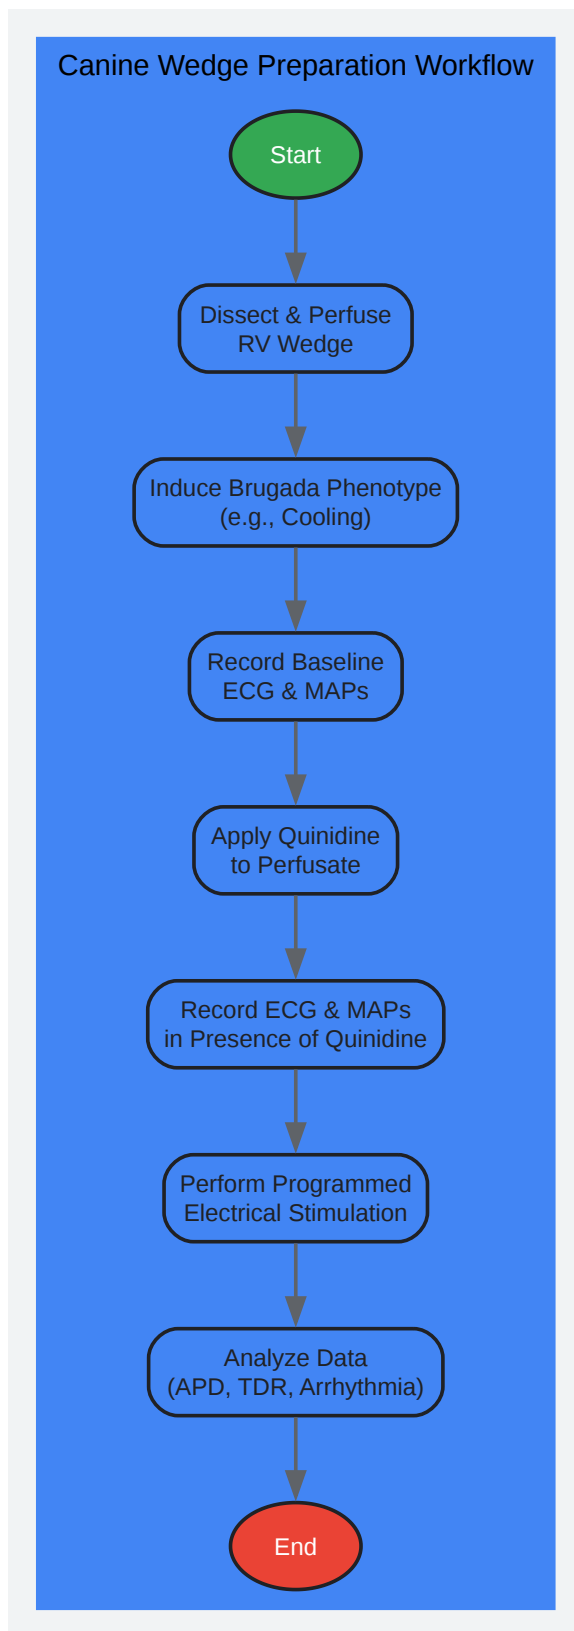 Canine Wedge Preparation Workflow
Start
Dissect & Perfuse
RV Wedge
Induce Brugada Phenotype
(e.g., Cooling)
Record Baseline
ECG & MAPs
Apply Quinidine
to Perfusate
Record ECG & MAPs
in Presence of Quinidine
Perform Programmed
Electrical Stimulation
Analyze Data
(APD, TDR, Arrhythmia)
End